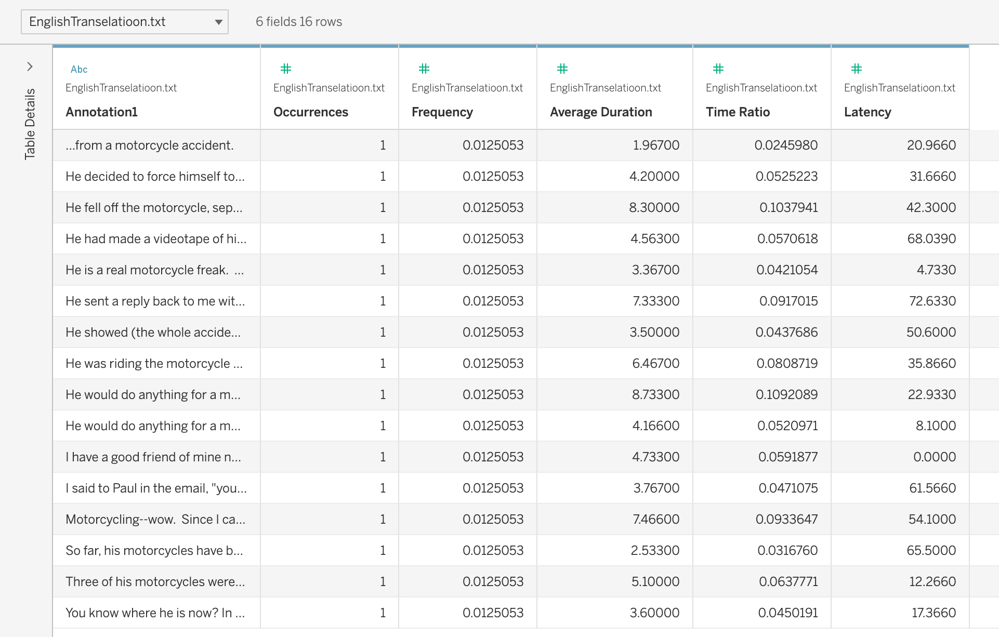 EnglishTranselatioon.txt 6 fields 16 rows
Table Details
Abc # # # # #
EnglishTranselatioon.txt EnglishTranselatioon.txt EnglishTranselatioon.txt EnglishTranselatioon.txt EnglishTranselatioon.txt EnglishTranselatioon.txt
Annotation1 Occurrences Frequency Average Duration Time Ratio Latency
...from a motorcycle accident. 1 0.0125053 1.96700 0.0245980 20.9660
He decided to force himself to... 1 0.0125053 4.20000 0.0525223 31.6660
He fell off the motorcycle, sep... 1 0.0125053 8.30000 0.1037941 42.3000
He had made a videotape of hi... 1 0.0125053 4.56300 0.0570618 68.0390
He is a real motorcycle freak.  ... 1 0.0125053 3.36700 0.0421054 4.7330
He sent a reply back to me wit... 1 0.0125053 7.33300 0.0917015 72.6330
He showed (the whole accide... 1 0.0125053 3.50000 0.0437686 50.6000
He was riding the motorcycle ... 1 0.0125053 6.46700 0.0808719 35.8660
He would do anything for a m... 1 0.0125053 8.73300 0.1092089 22.9330
He would do anything for a m... 1 0.0125053 4.16600 0.0520971 8.1000
I have a good friend of mine n... 1 0.0125053 4.73300 0.0591877 0.0000
I said to Paul in the email, "you... 1 0.0125053 3.76700 0.0471075 61.5660
Motorcycling--wow.  Since I ca... 1 0.0125053 7.46600 0.0933647 54.1000
So far, his motorcycles have b... 1 0.0125053 2.53300 0.0316760 65.5000
Three of his motorcycles were... 1 0.0125053 5.10000 0.0637771 12.2660
You know where he is now? In ... 1 0.0125053 3.60000 0.0450191 17.3660